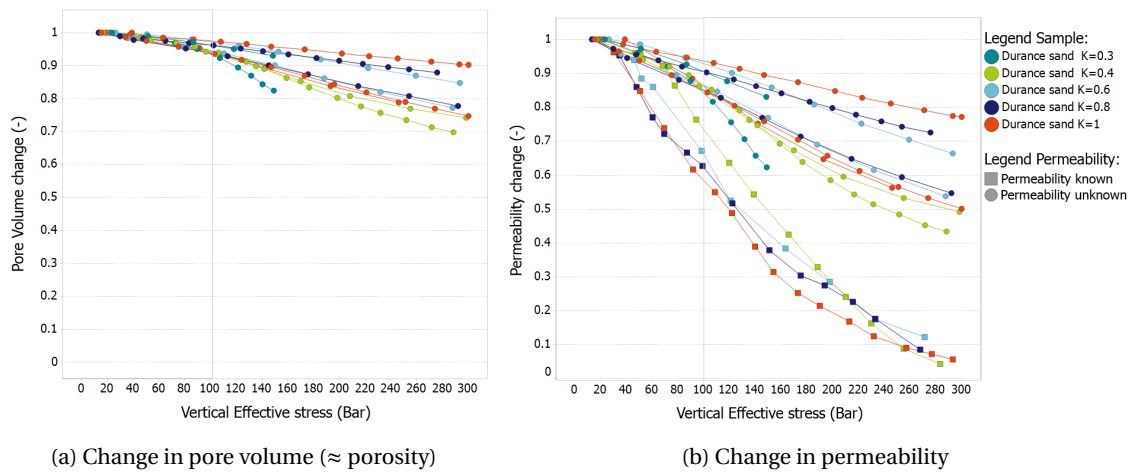 Pore Volume change (-)
1
0.9
0.8
0.7
0.6
0.5
0.4
0.3
0.2
0.1
0
0 20 40 60 80 100 120 140 160 180 200 220 240 260 280 300
Vertical Effective stress (Bar)
(a) Change in pore volume (≈ porosity)
Permeability change (-)
1
0.9
0.8
0.7
0.6
0.5
0.4
0.3
0.2
0.1
0
0 20 40 60 80 100 120 140 160 180 200 220 240 260 280 300
Vertical Effective stress (Bar)
(b) Change in permeability
Legend Sample:
Durance sand K=0.3
Durance sand K=0.4
Durance sand K=0.6
Durance sand K=0.8
Durance sand K=1
Legend Permeability:
Permeability known
Permeability unknown